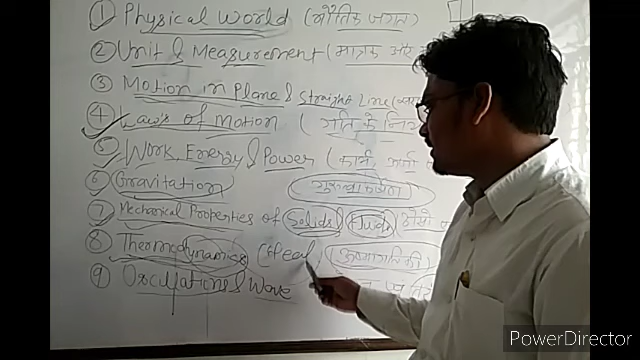 ① Physical World (भौतिक जगत)
② Unit & Measurement (मात्रक और
③ Motion in Plane & Straight Line
④ Laws of Motion (गति के
⑤ Work, Energy & Power (कार्य, ऊर्जा
⑥ Gravitation (गुरुत्वाकर्षण
⑦ Mechanical Properties of Solids & Fluids
⑧ Thermodynamics (Heat) (ऊष्मागतिकी)
⑨ Oscillations & Wave
PowerDirector